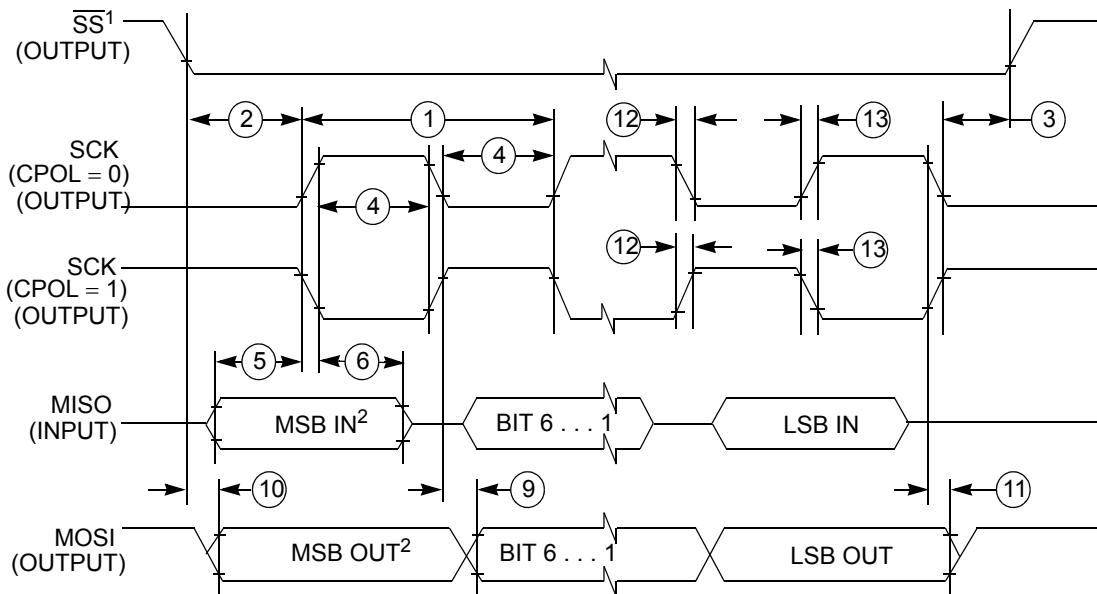 S̅S̅¹
(OUTPUT)
2
1
12
13
3
SCK
(CPOL = 0)
(OUTPUT)
4
4
SCK
(CPOL = 1)
(OUTPUT)
12
13
5
6
MISO
(INPUT)
MSB IN²
BIT 6 . . . 1
LSB IN
10
9
11
MOSI
(OUTPUT)
MSB OUT²
BIT 6 . . . 1
LSB OUT